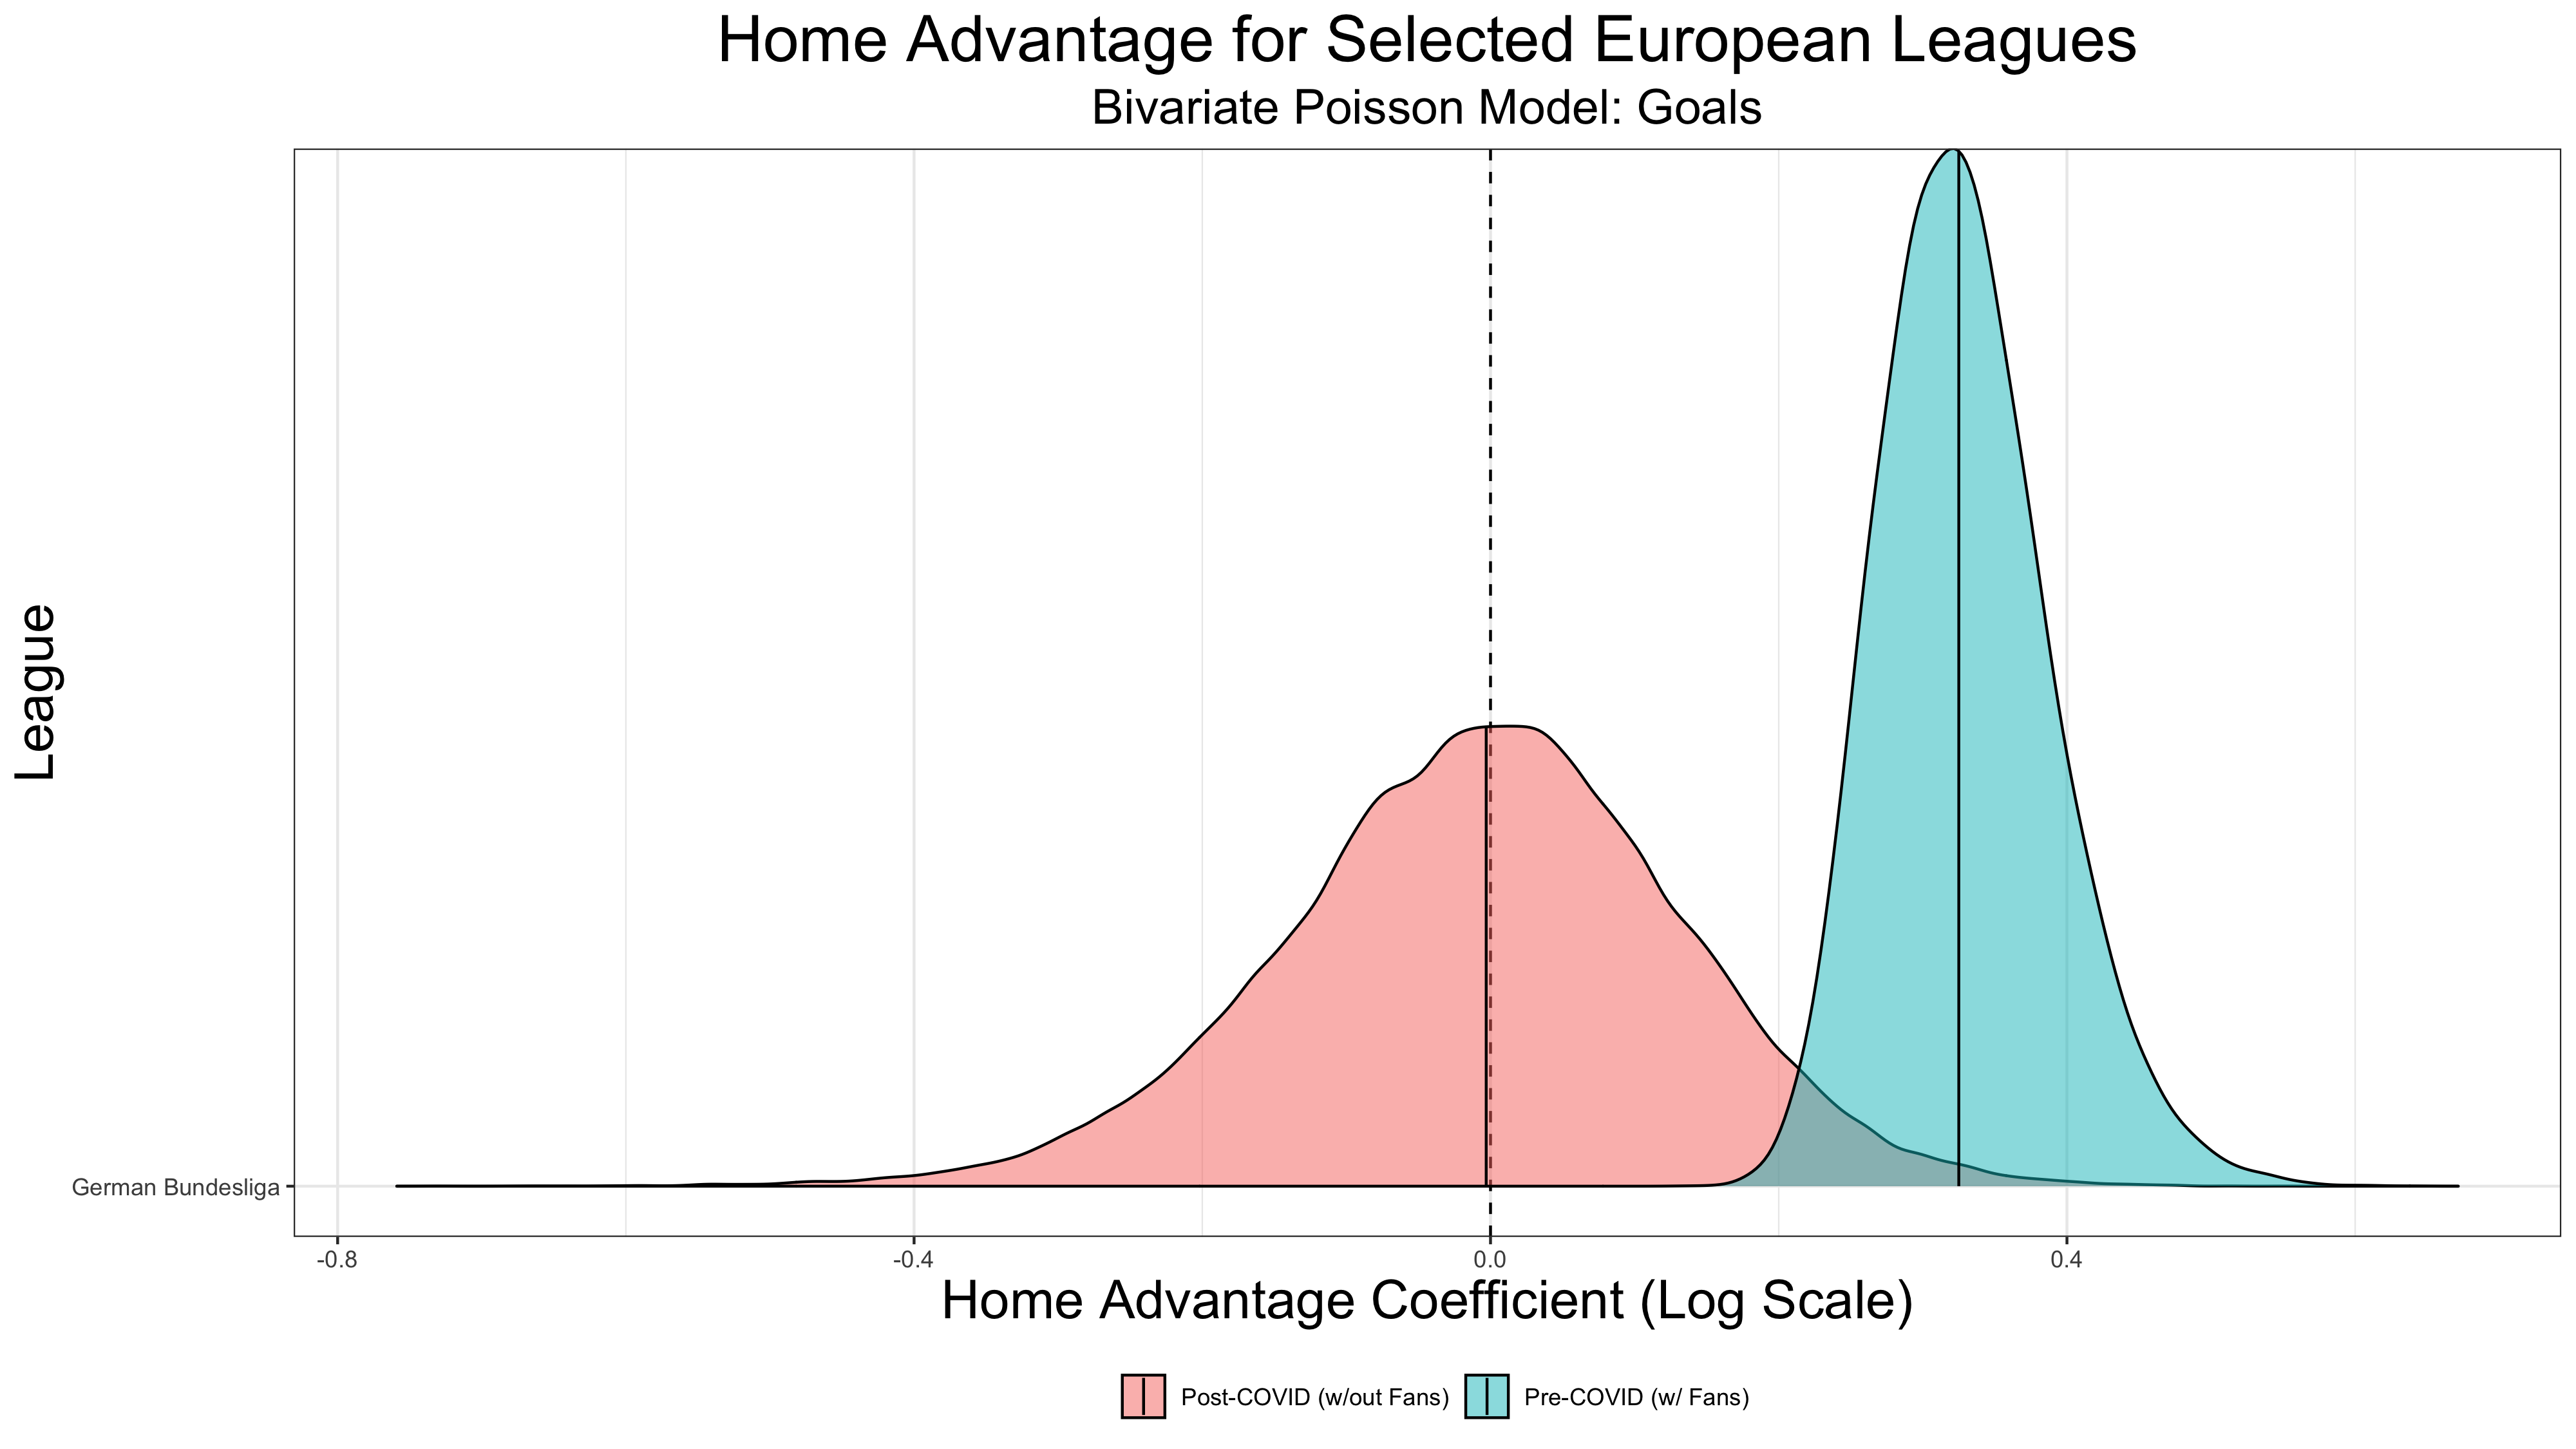 Home Advantage for Selected European Leagues
Bivariate Poisson Model: Goals
League
German Bundesliga
-0.8
-0.4
0.0
0.4
Home Advantage Coefficient (Log Scale)
Post-COVID (w/out Fans)
Pre-COVID (w/ Fans)